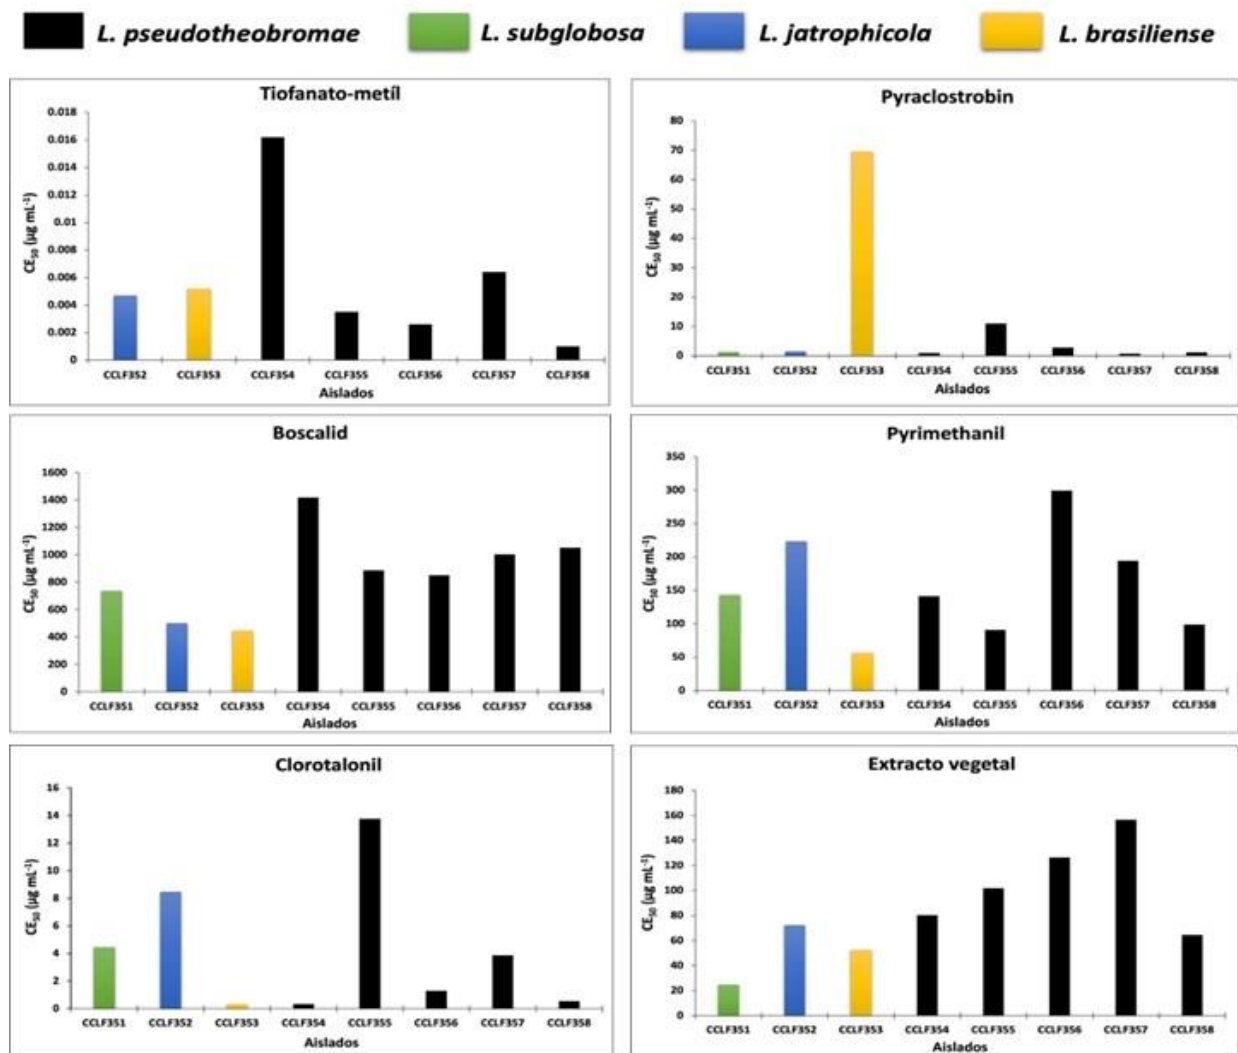 L. pseudotheobromae L. subglobosa L. jatrophicola L. brasiliense
Tiofanato-metíl
CE50 (µg mL-1)
0.018
0.016
0.014
0.012
0.01
0.008
0.006
0.004
0.002
0
CCLF352 CCLF353 CCLF354 CCLF355 CCLF356 CCLF357 CCLF358
Aislados
Pyraclostrobin
CE50 (µg mL-1)
80
70
60
50
40
30
20
10
0
CCLF351 CCLF352 CCLF353 CCLF354 CCLF355 CCLF356 CCLF357 CCLF358
Aislados
Boscalid
CE50 (µg mL-1)
1600
1400
1200
1000
800
600
400
200
0
CCLF351 CCLF352 CCLF353 CCLF354 CCLF355 CCLF356 CCLF357 CCLF358
Aislados
Pyrimethanil
CE50 (µg mL-1)
350
300
250
200
150
100
50
0
CCLF351 CCLF352 CCLF353 CCLF354 CCLF355 CCLF356 CCLF357 CCLF358
Aislados
Clorotalonil
CE50 (µg mL-1)
16
14
12
10
8
6
4
2
0
CCLF351 CCLF352 CCLF353 CCLF354 CCLF355 CCLF356 CCLF357 CCLF358
Aislados
Extracto vegetal
CE50 (µg mL-1)
180
160
140
120
100
80
60
40
20
0
CCLF351 CCLF352 CCLF353 CCLF354 CCLF355 CCLF356 CCLF357 CCLF358
Aislados